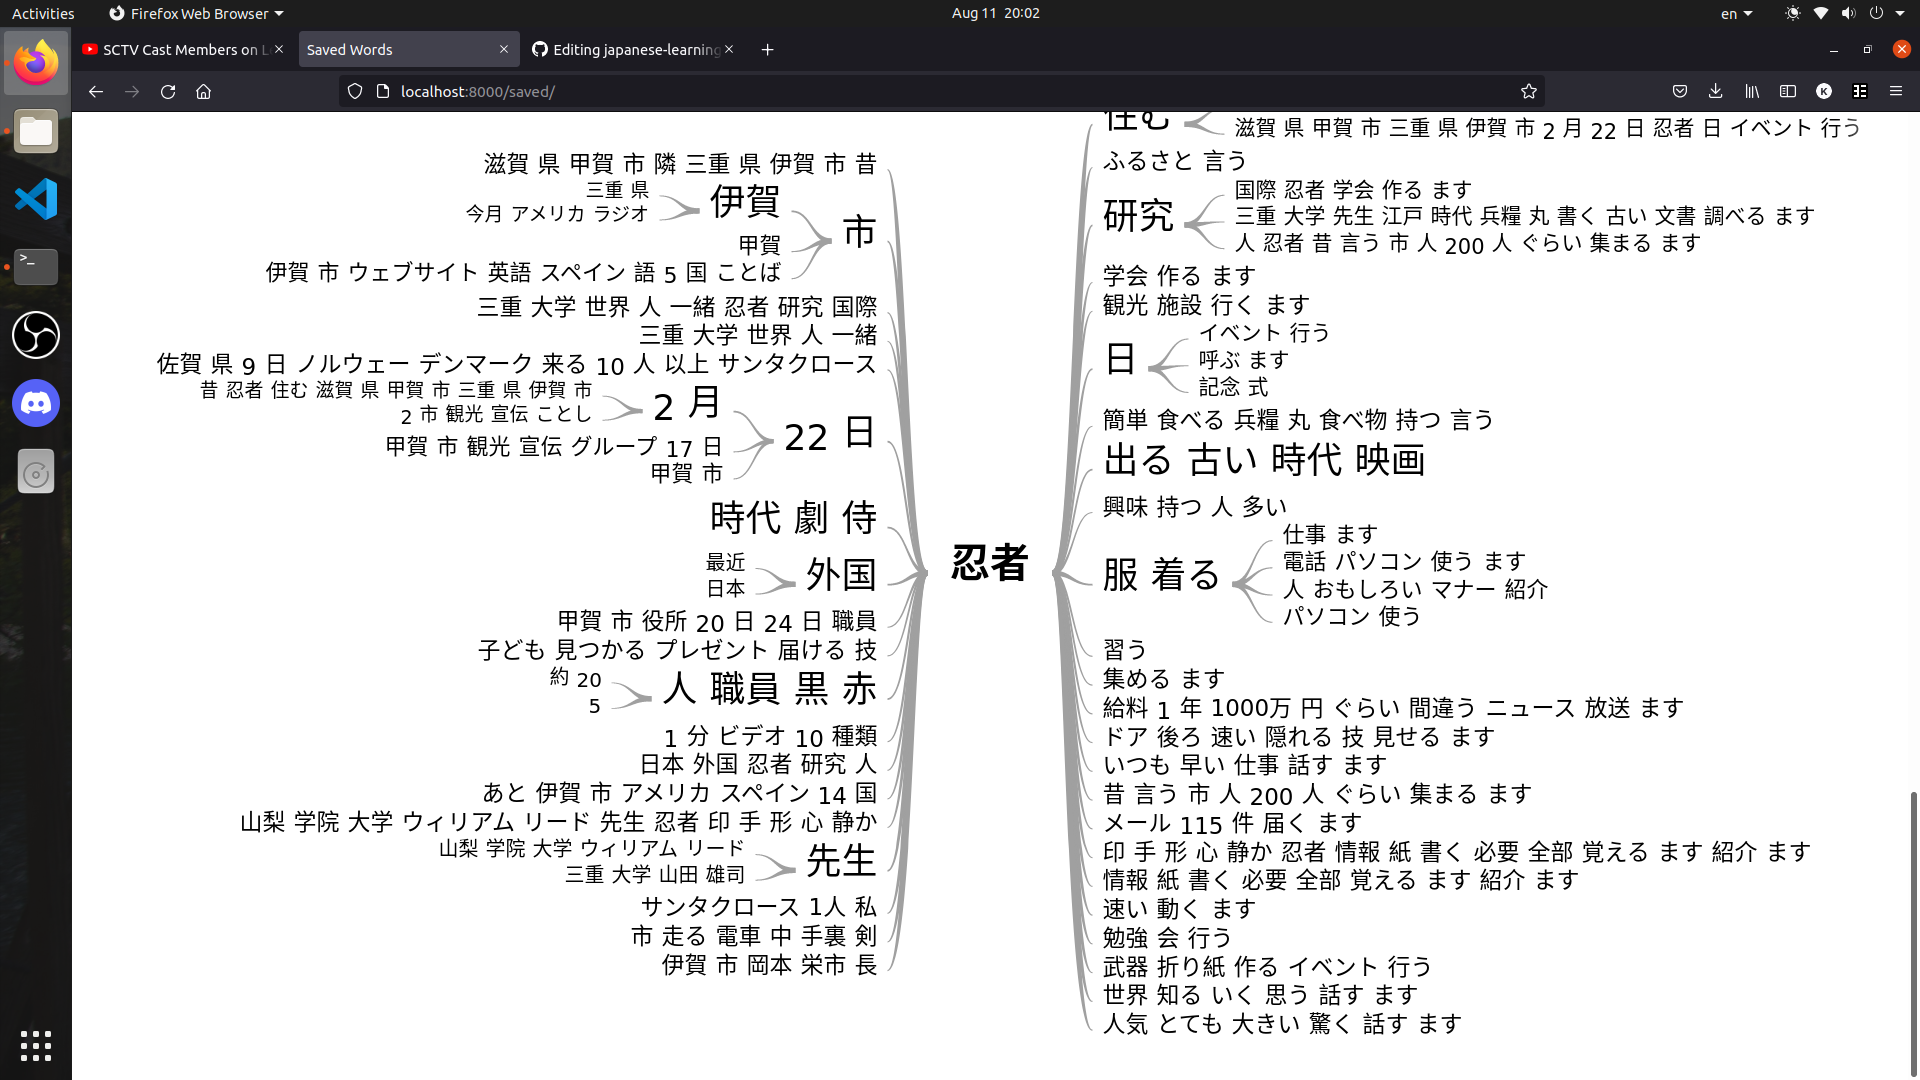 Activities
Firefox Web Browser
Aug 11 20:02
en
SCTV Cast Members on
Saved Words
Editing japanese-learning
localhost:8000/saved/
滋賀 県 甲賀 市 隣 三重 県 伊賀 市 昔
三重 県
今月 アメリカ ラジオ
伊賀
甲賀
伊賀 市 ウェブサイト 英語 スペイン 語 5 国 ことば
市
三重 大学 世界 人 一緒 忍者 研究 国際
三重 大学 世界 人 一緒
佐賀 県 9 日 ノルウェー デンマーク 来る 10 人 以上 サンタクロース
昔 忍者 住む 滋賀 県 甲賀 市 三重 県 伊賀 市
2 市 観光 宣伝 ことし
2 月
甲賀 市 観光 宣伝 グループ 17 日
甲賀 市
22 日
時代 劇 侍
最近
日本
外国
甲賀 市 役所 20 日 24 日 職員
子ども 見つかる プレゼント 届ける 技
約 20
5
人 職員 黒 赤
1 分 ビデオ 10 種類
日本 外国 忍者 研究 人
あと 伊賀 市 アメリカ スペイン 14 国
山梨 学院 大学 ウィリアム リード 先生 忍者 印 手 形 心 静か
山梨 学院 大学 ウィリアム リード
三重 大学 山田 雄司
先生
サンタクロース 1人 私
市 走る 電車 中 手裏 剣
伊賀 市 岡本 栄市 長
忍者
住む
滋賀 県 甲賀 市 三重 県 伊賀 市 2 月 22 日 忍者 日 イベント 行う
ふるさと 言う
研究
国際 忍者 学会 作る ます
三重 大学 先生 江戸 時代 兵糧 丸 書く 古い 文書 調べる ます
人 忍者 昔 言う 市 人 200 人 ぐらい 集まる ます
学会 作る ます
観光 施設 行く ます
日
イベント 行う
呼ぶ ます
記念 式
簡単 食べる 兵糧 丸 食べ物 持つ 言う
出る 古い 時代 映画
興味 持つ 人 多い
服 着る
仕事 ます
電話 パソコン 使う ます
人 おもしろい マナー 紹介
パソコン 使う
習う
集める ます
給料 1 年 1000万 円 ぐらい 間違う ニュース 放送 ます
ドア 後ろ 速い 隠れる 技 見せる ます
いつも 早い 仕事 話す ます
昔 言う 市 人 200 人 ぐらい 集まる ます
メール 115 件 届く ます
印 手 形 心 静か 忍者 情報 紙 書く 必要 全部 覚える ます 紹介 ます
情報 紙 書く 必要 全部 覚える ます 紹介 ます
速い 動く ます
勉強 会 行う
武器 折り紙 作る イベント 行う
世界 知る いく 思う 話す ます
人気 とても 大きい 驚く 話す ます